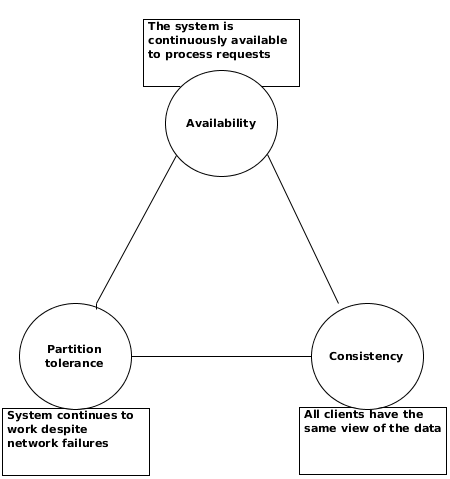 The system is
continuously available
to process requests
Availability
Partition
tolerance
Consistency
System continues to
work despite
network failures
All clients have the
same view of the data